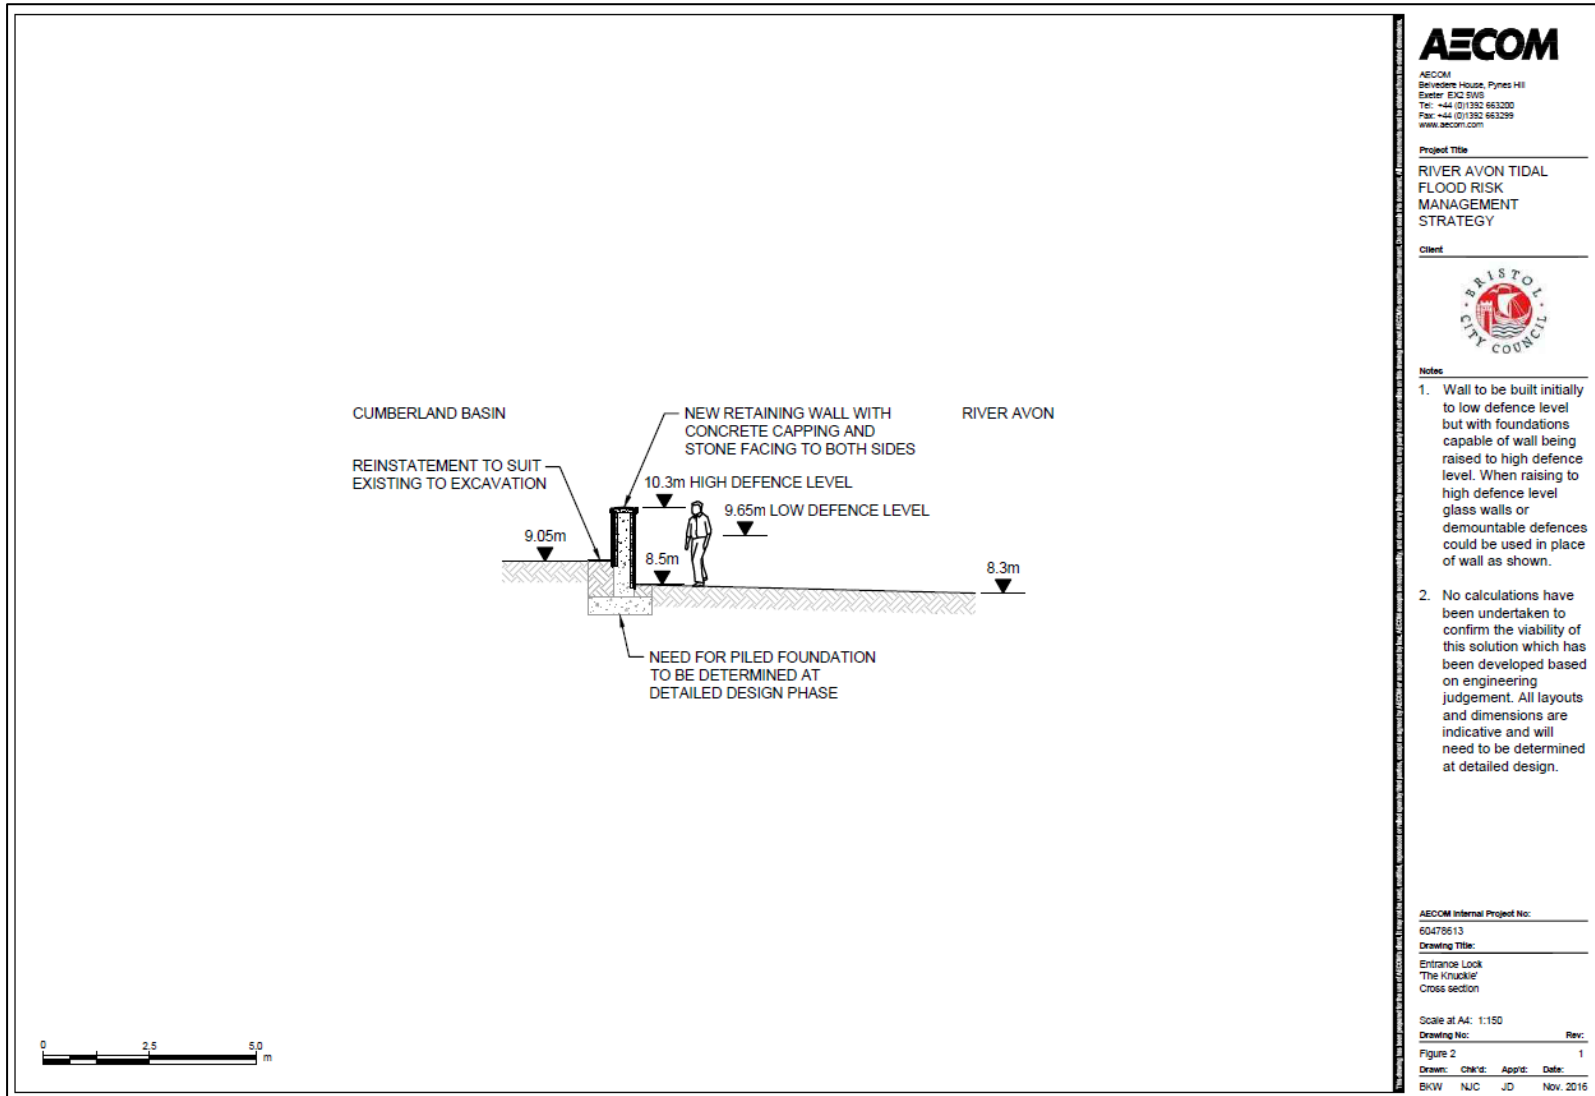 CUMBERLAND BASIN
NEW RETAINING WALL WITH
CONCRETE CAPPING AND
STONE FACING TO BOTH SIDES
RIVER AVON
REINSTATEMENT TO SUIT
EXISTING TO EXCAVATION
10.3m HIGH DEFENCE LEVEL
9.65m LOW DEFENCE LEVEL
9.05m
8.5m
8.3m
NEED FOR PILED FOUNDATION
TO BE DETERMINED AT
DETAILED DESIGN PHASE
0 2.5 5.0
m
AECOM
AECOM
Belvedere House, Pynes Hill
Exeter EX2 5WS
Tel: +44 (0)1392 663200
Fax: +44 (0)1392 663299
www.aecom.com
Project Title
RIVER AVON TIDAL
FLOOD RISK
MANAGEMENT
STRATEGY
Client
BRISTOL
CITY COUNCIL
Notes
1. Wall to be built initially
to low defence level
but with foundations
capable of wall being
raised to high defence
level. When raising to
high defence level
glass walls or
demountable defences
could be used in place
of wall as shown.
2. No calculations have
been undertaken to
confirm the viability of
this solution which has
been developed based
on engineering
judgement. All layouts
and dimensions are
indicative and will
need to be determined
at detailed design.
AECOM Internal Project No:
60478613
Drawing Title:
Entrance Lock
'The Knuckle'
Cross section
Scale at A4: 1:150
Drawing No: Rev:
Figure 2 1
Drawn: Chk'd: App'd: Date:
BKW NJC JD Nov. 2016